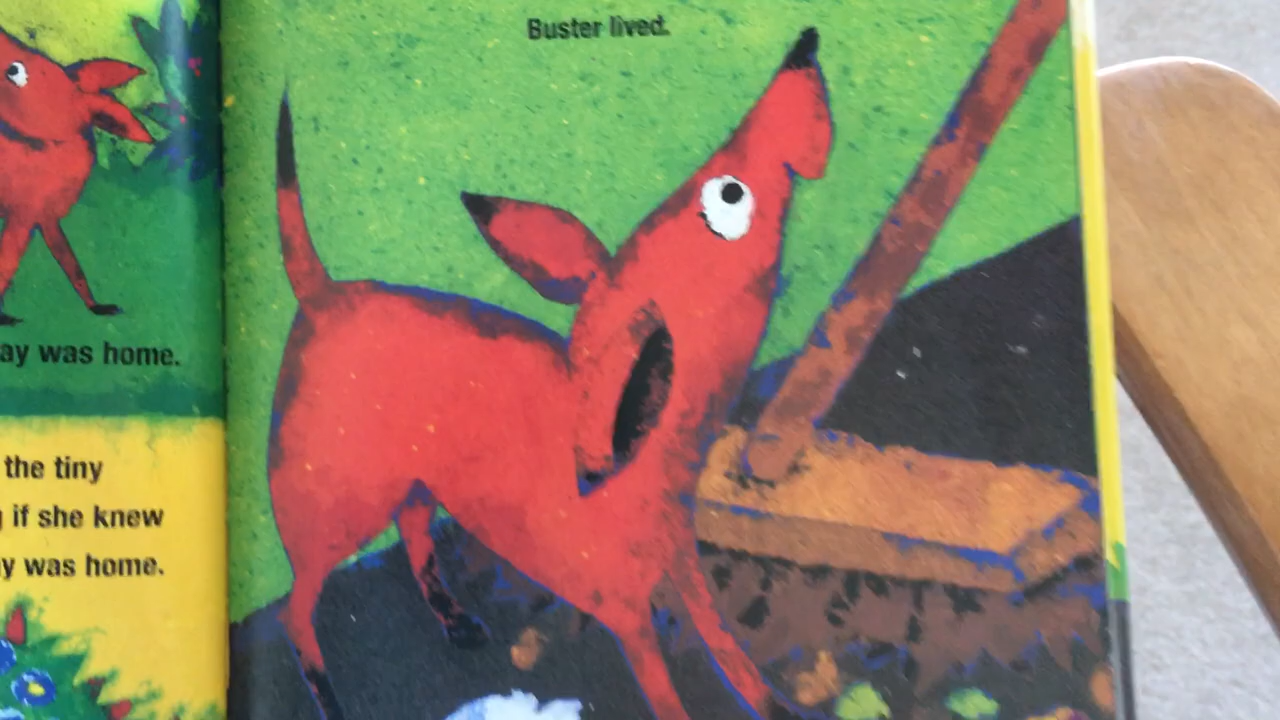 ay was home.
the tiny
if she knew
y was home.
Buster lived.